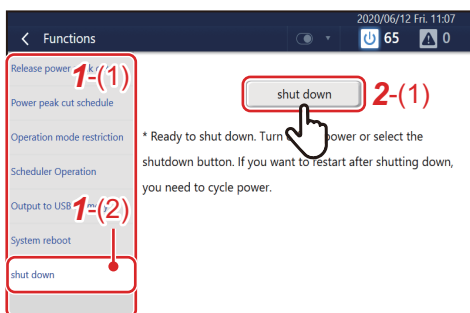 2020/06/12 Fri. 11:07
Functions
65
0
Release power
1-(1)
Power peak cut schedule
Operation mode restriction
Scheduler Operation
Output to USB
1-(2)
System reboot
shut down
shut down
2-(1)
* Ready to shut down. Turn power or select the
shutdown button. If you want to restart after shutting down,
you need to cycle power.